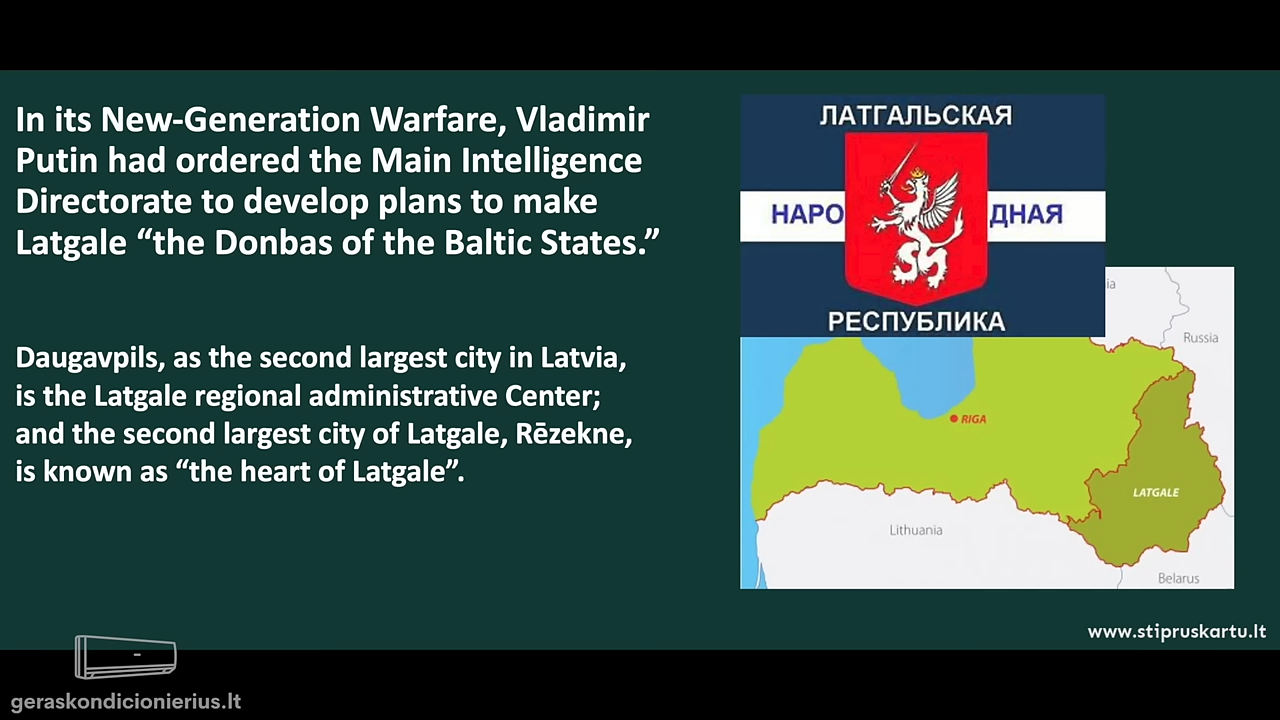 In its New-Generation Warfare, Vladimir
Putin had ordered the Main Intelligence
Directorate to develop plans to make
Latgale “the Donbas of the Baltic States.”
Daugavpils, as the second largest city in Latvia,
is the Latgale regional administrative Center;
and the second largest city of Latgale, Rēzekne,
is known as “the heart of Latgale”.
ЛАТГАЛЬСКАЯ
НАРО ДНАЯ
РЕСПУБЛИКА
ia
Russia
RIGA
LATGALE
Lithuania
Belarus
www.stipruskartu.lt
geraskondicionierius.lt